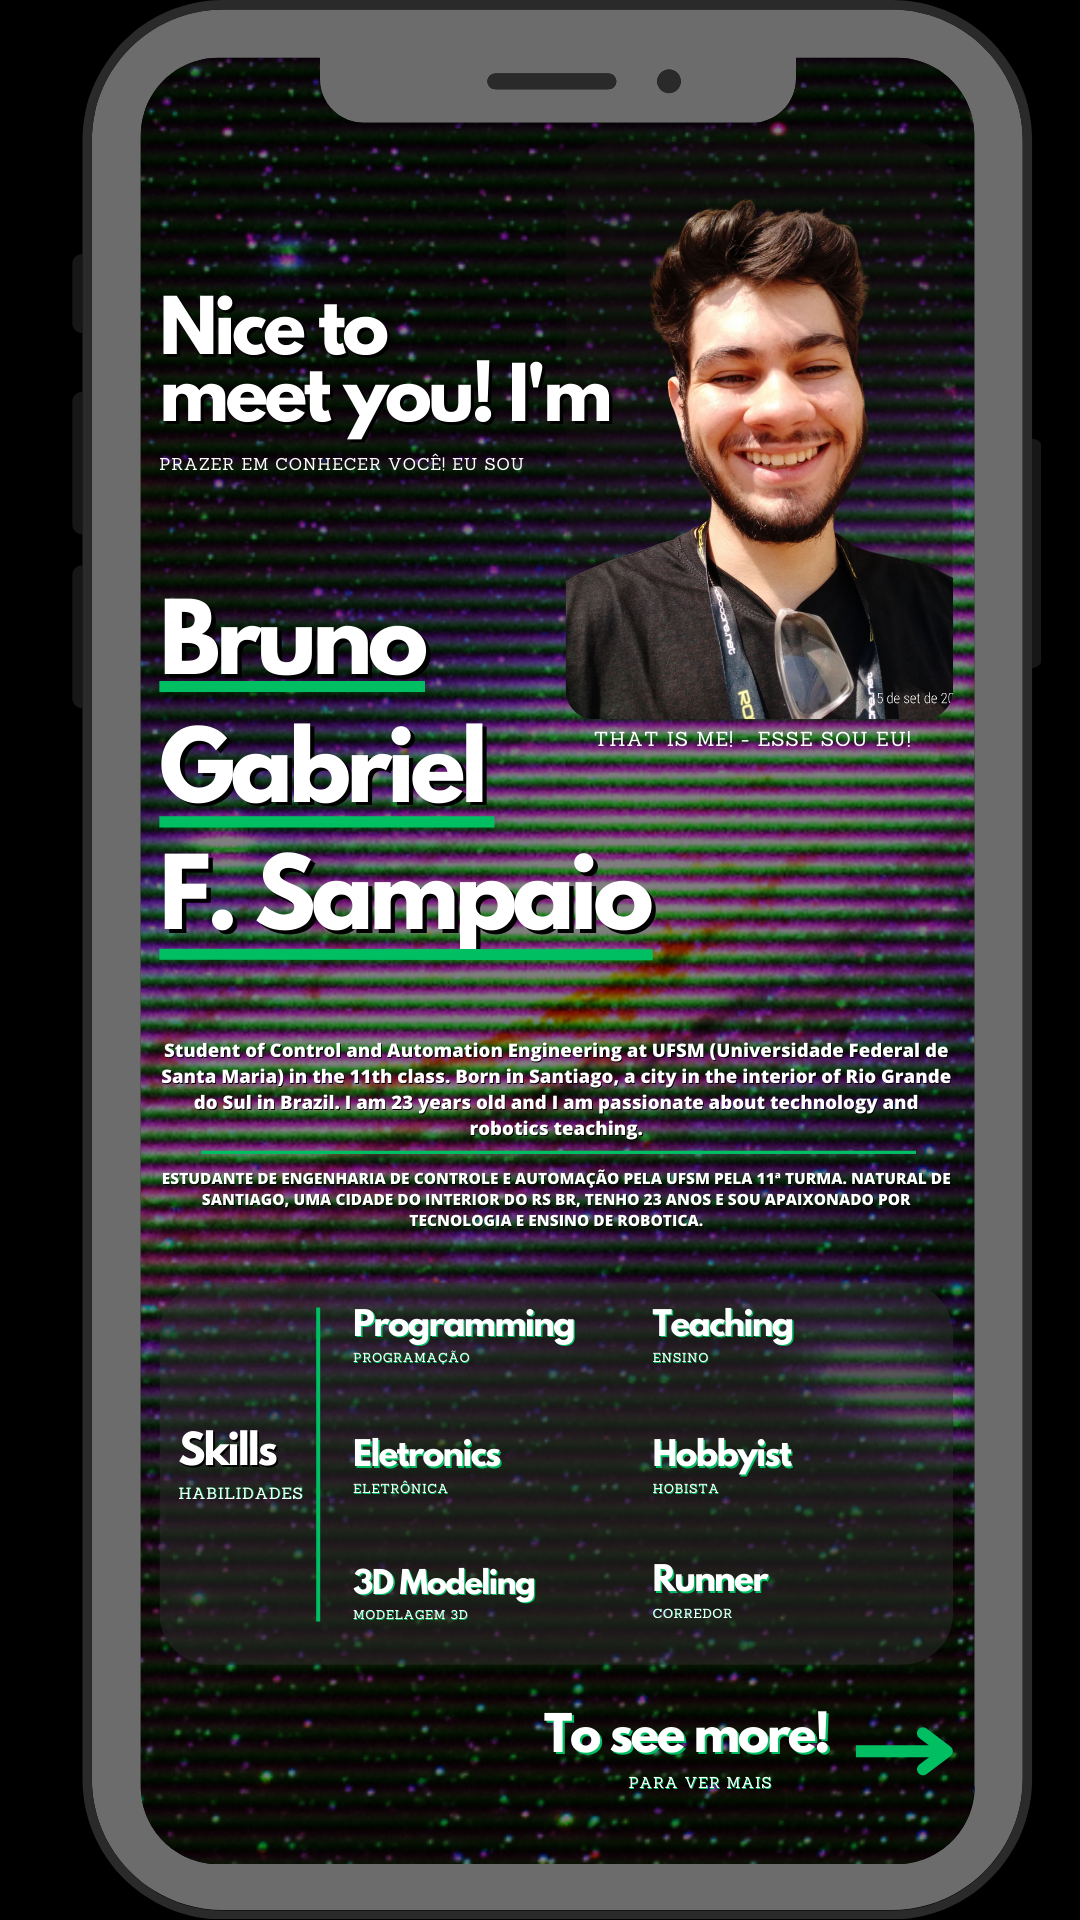 Nice to
meet you! I'm
PRAZER EM CONHECER VOCÊ! EU SOU
Bruno
Gabriel
F. Sampaio
5 de set de 20
THAT IS ME! - ESSE SOU EU!
Student of Control and Automation Engineering at UFSM (Universidade Federal de
Santa Maria) in the 11th class. Born in Santiago, a city in the interior of Rio Grande
do Sul in Brazil. I am 23 years old and I am passionate about technology and
robotics teaching.
ESTUDANTE DE ENGENHARIA DE CONTROLE E AUTOMAÇÃO PELA UFSM PELA 11ª TURMA. NATURAL DE
SANTIAGO, UMA CIDADE DO INTERIOR DO RS BR, TENHO 23 ANOS E SOU APAIXONADO POR
TECNOLOGIA E ENSINO DE ROBÓTICA.
Skills
HABILIDADES
Programming
PROGRAMAÇÃO
Teaching
ENSINO
Eletronics
ELETRÔNICA
Hobbyist
HOBISTA
3D Modeling
MODELAGEM 3D
Runner
CORREDOR
To see more!
PARA VER MAIS